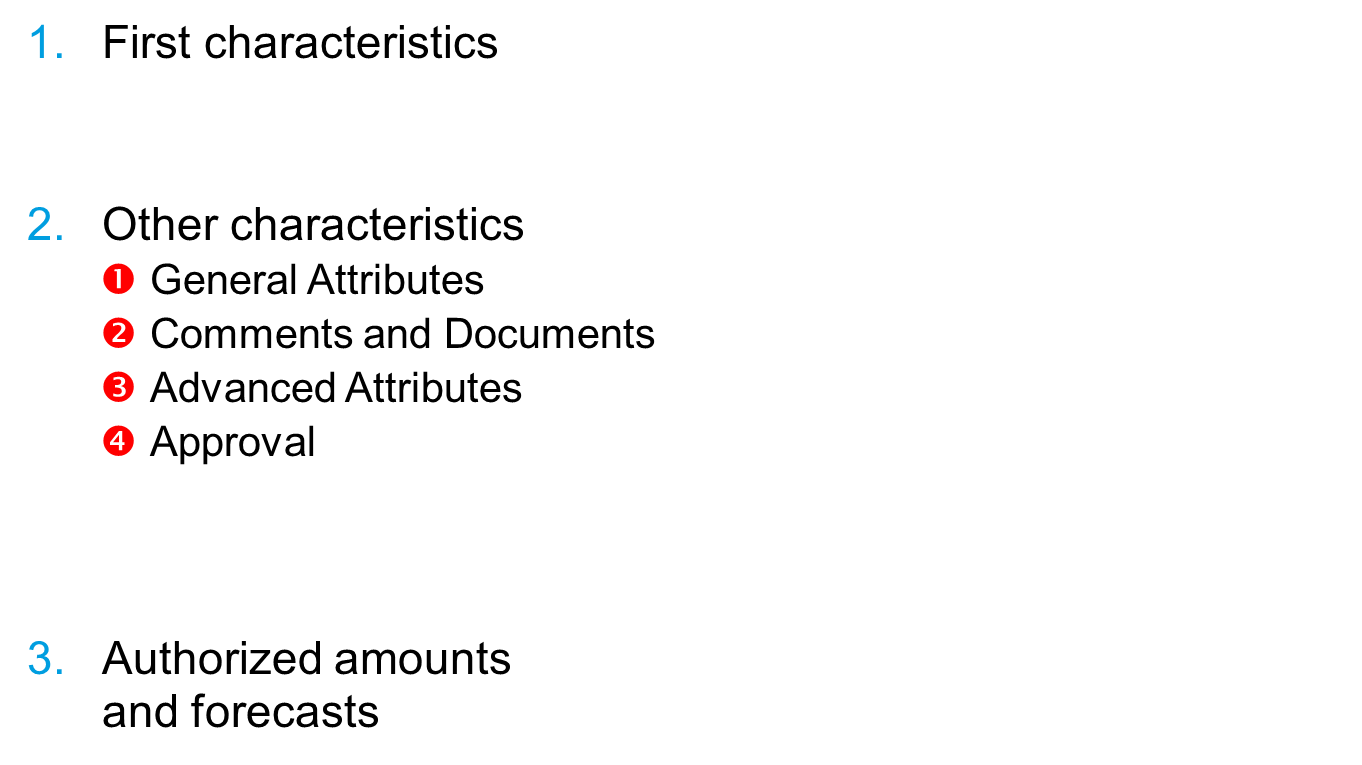 1. First characteristics
2. Other characteristics
❶ General Attributes
❷ Comments and Documents
❸ Advanced Attributes
❹ Approval
3. Authorized amounts
and forecasts